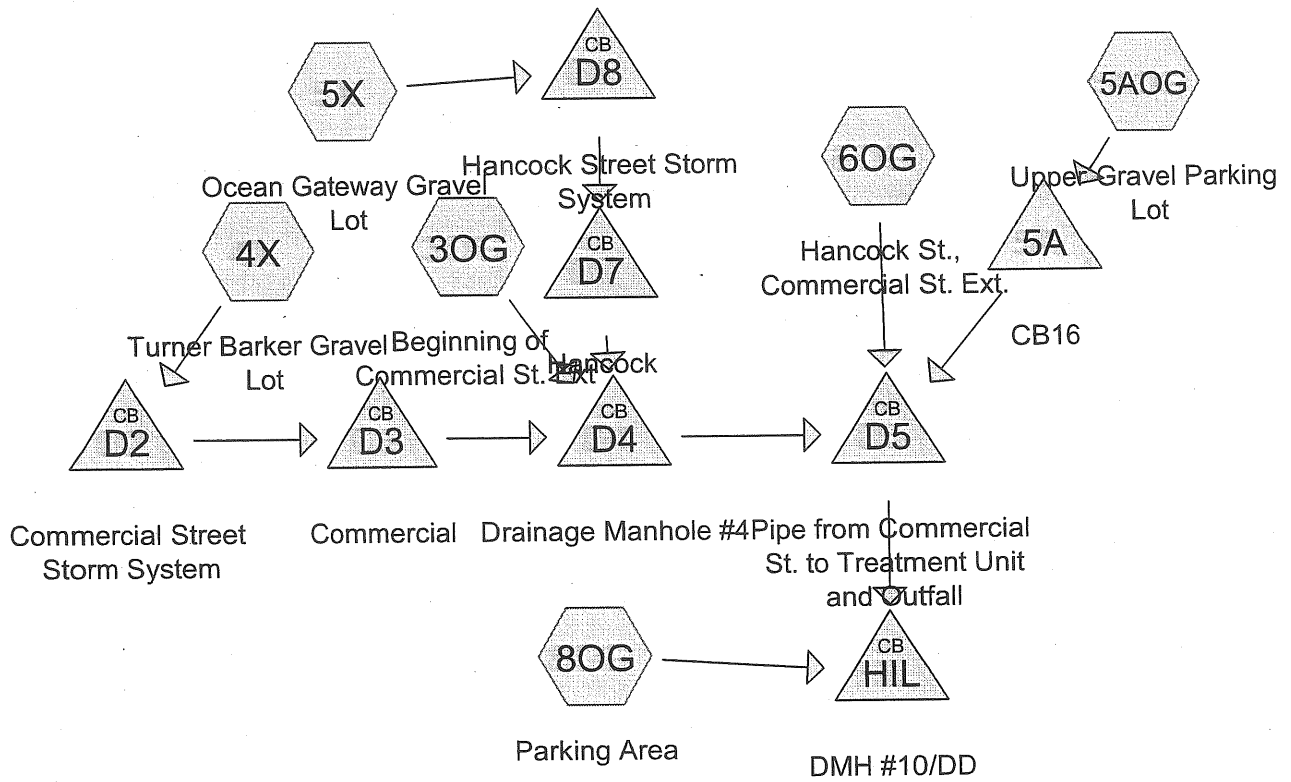 CB
D8
5X
5AOG
6OG
Hancock Street Storm
System
Ocean Gateway Gravel
Lot
Upper Gravel Parking
Lot
4X
3OG
CB
D7
5A
Hancock St.,
Commercial St. Ext.
CB16
Turner Barker Gravel
Lot
Beginning of
Commercial St. Ext
Hancock
CB
D2
CB
D3
CB
D4
CB
D5
Commercial Street
Storm System
Commercial
Drainage Manhole #4
Pipe from Commercial
St. to Treatment Unit
and Outfall
8OG
CB
HIL
Parking Area
DMH #10/DD